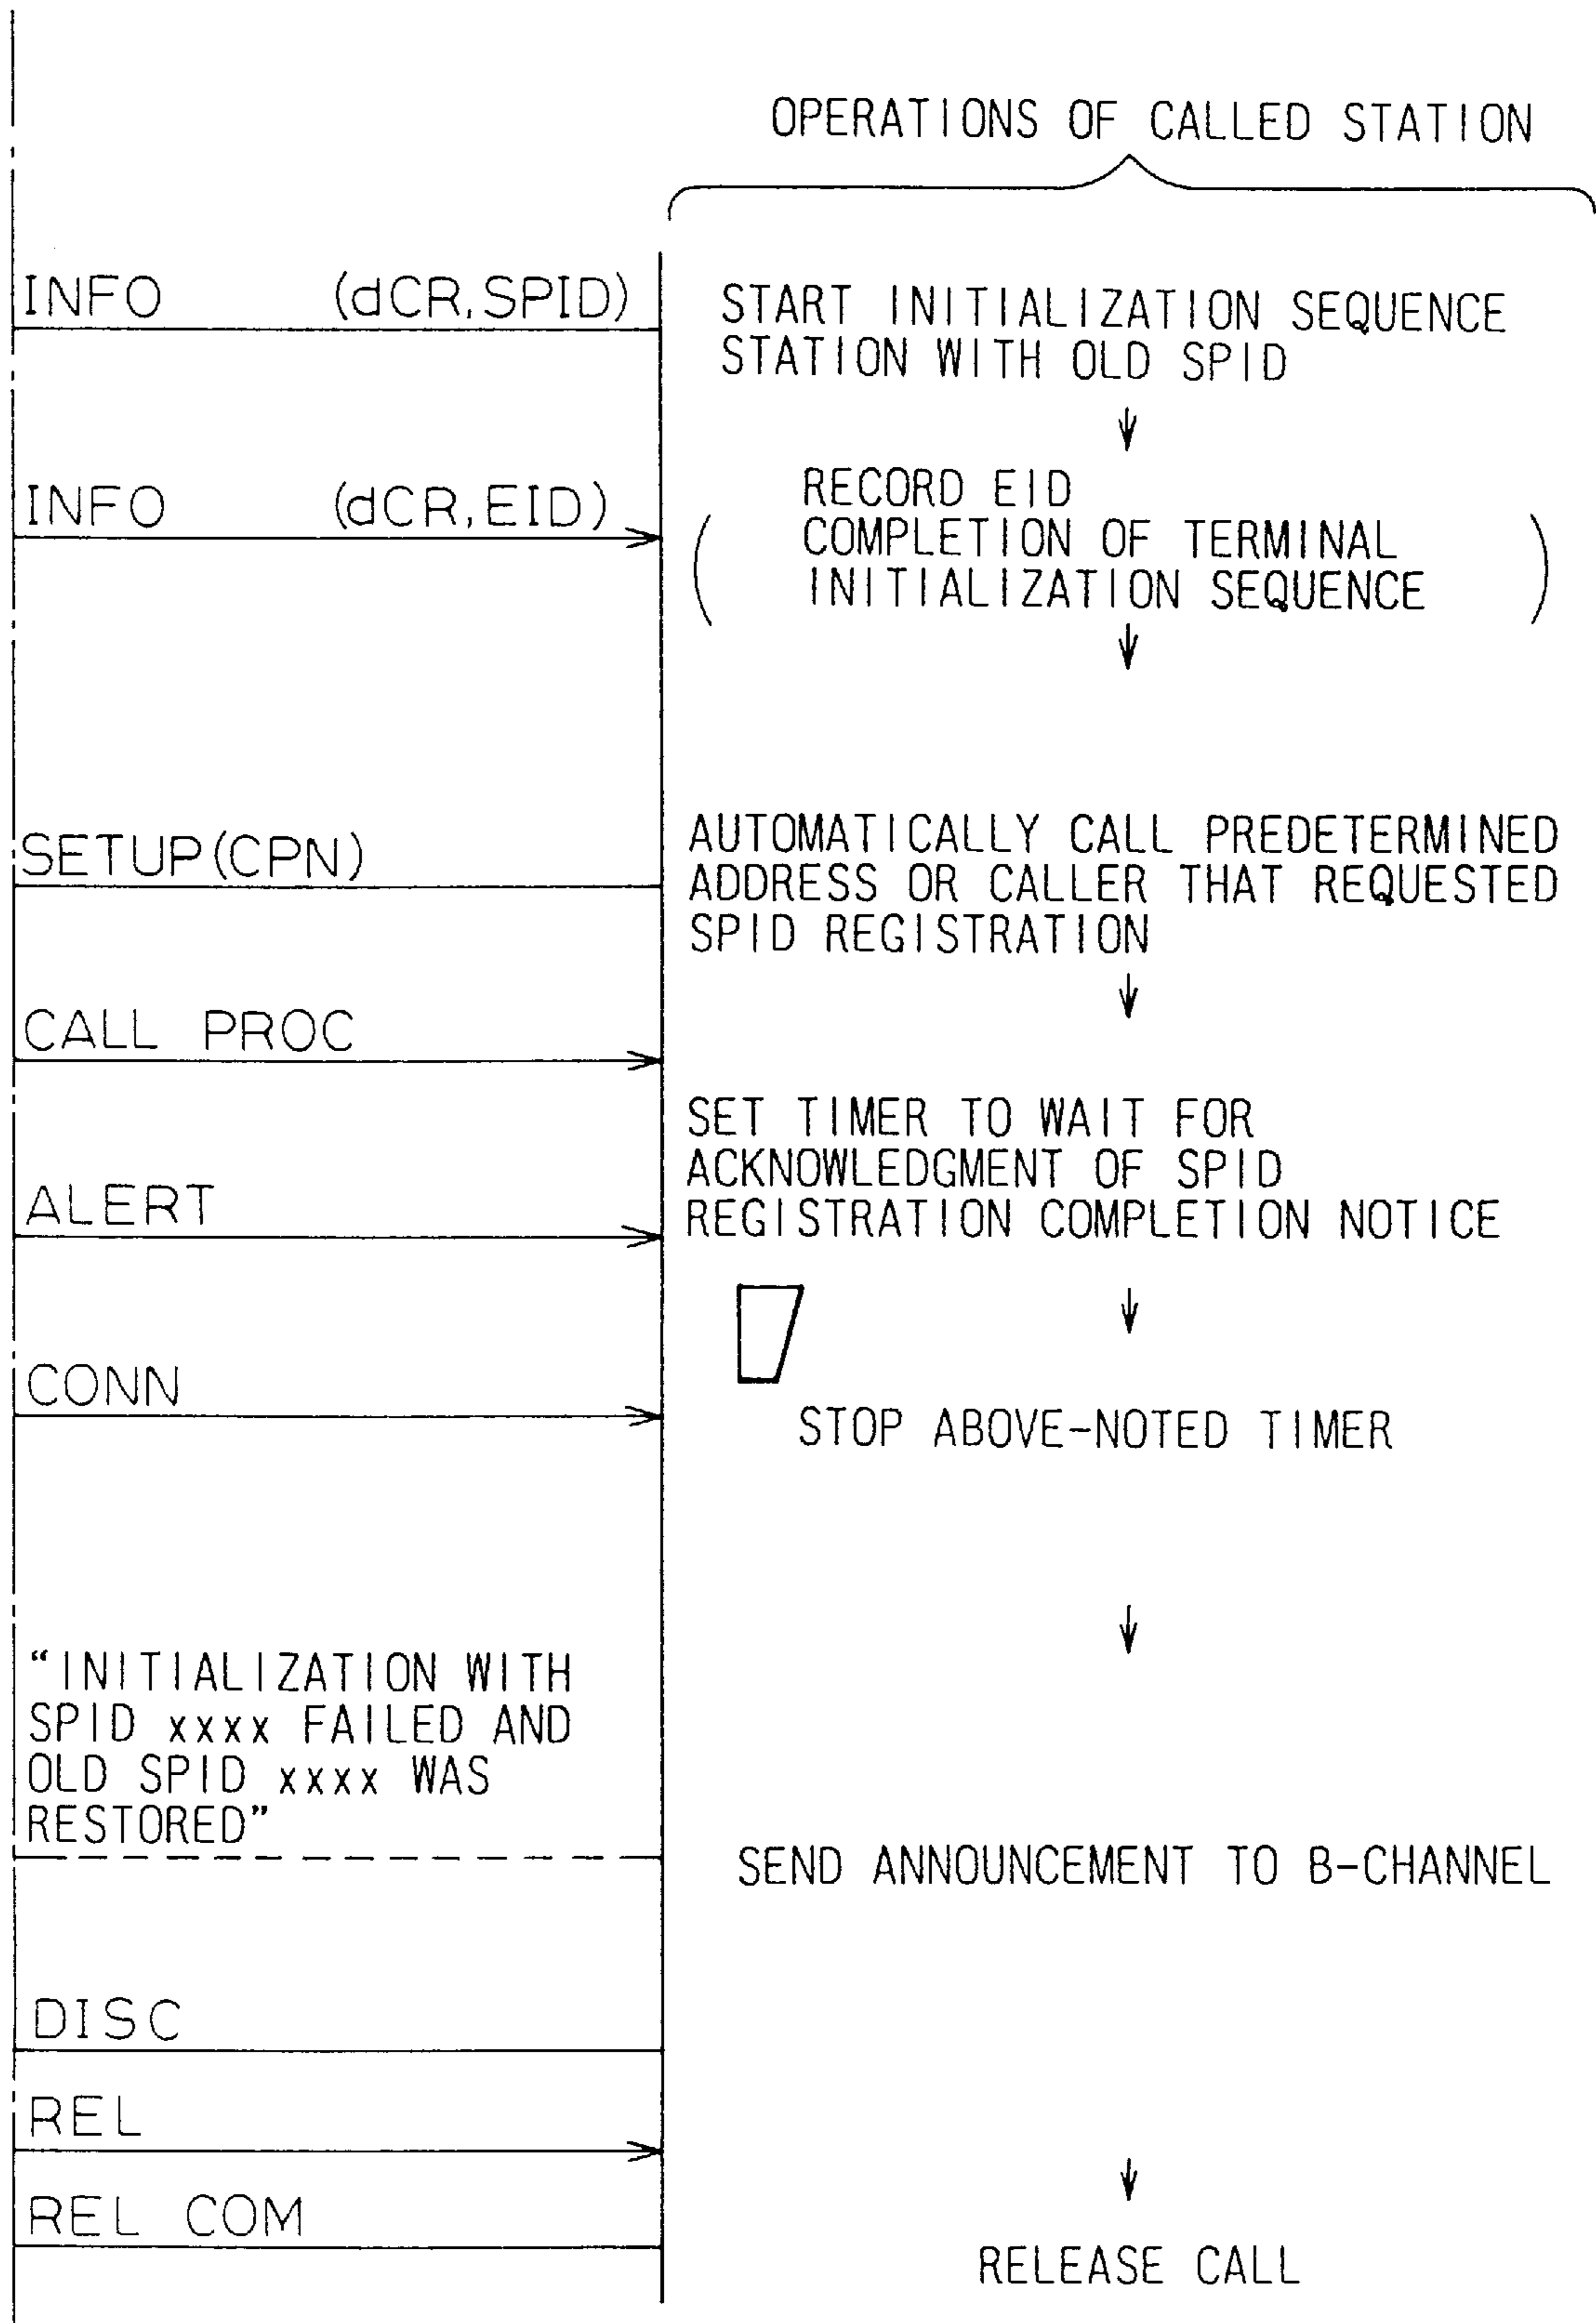 OPERATIONS OF CALLED STATION
INFO (dCR,SPID)
START INITIALIZATION SEQUENCE
STATION WITH OLD SPID
INFO (dCR,EID)
RECORD EID
COMPLETION OF TERMINAL
INITIALIZATION SEQUENCE
SETUP(CPN)
AUTOMATICALLY CALL PREDETERMINED
ADDRESS OR CALLER THAT REQUESTED
SPID REGISTRATION
CALL PROC
SET TIMER TO WAIT FOR
ACKNOWLEDGMENT OF SPID
REGISTRATION COMPLETION NOTICE
ALERT
CONN
STOP ABOVE-NOTED TIMER
“INITIALIZATION WITH
SPID xxxx FAILED AND
OLD SPID xxxx WAS
RESTORED”
SEND ANNOUNCEMENT TO B-CHANNEL
DISC
REL
REL COM
RELEASE CALL